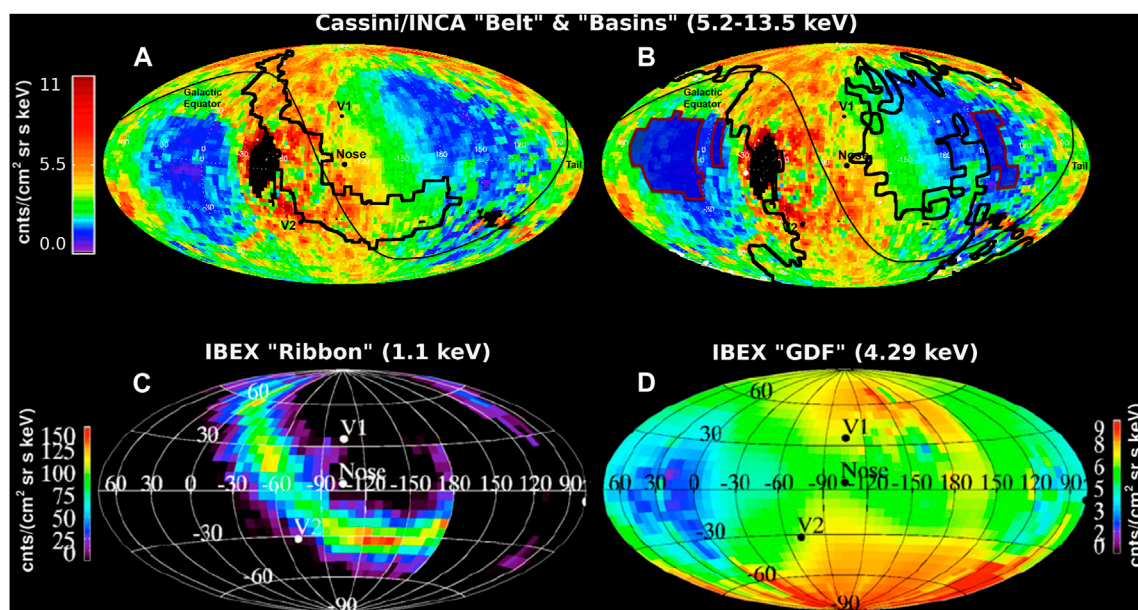 Cassini/INCA "Belt" & "Basins" (5.2-13.5 keV)
A
B
11
5.5
0.0
cnts/(cm² sr s keV)
Galactic
Equator
V1
Nose
V2
Tail
30
-30
-150
Galactic
Equator
V1
Nose
V2
Tail
-30
-150
IBEX "Ribbon" (1.1 keV)
IBEX "GDF" (4.29 keV)
C
D
150
125
100
75
50
25
0
cnts/(cm² sr s keV)
60
30
V1
Nose
60 30 0 -30 -60 -90 -120 180 150 120 90
V2
-30
-60
-90
60
30
V1
Nose
60 30 0 -30 -60 -90 -120 180 150 120 90
V2
-30
-60
-90
9
8
6
5
4
3
2
1
0
cnts/(cm² sr s keV)